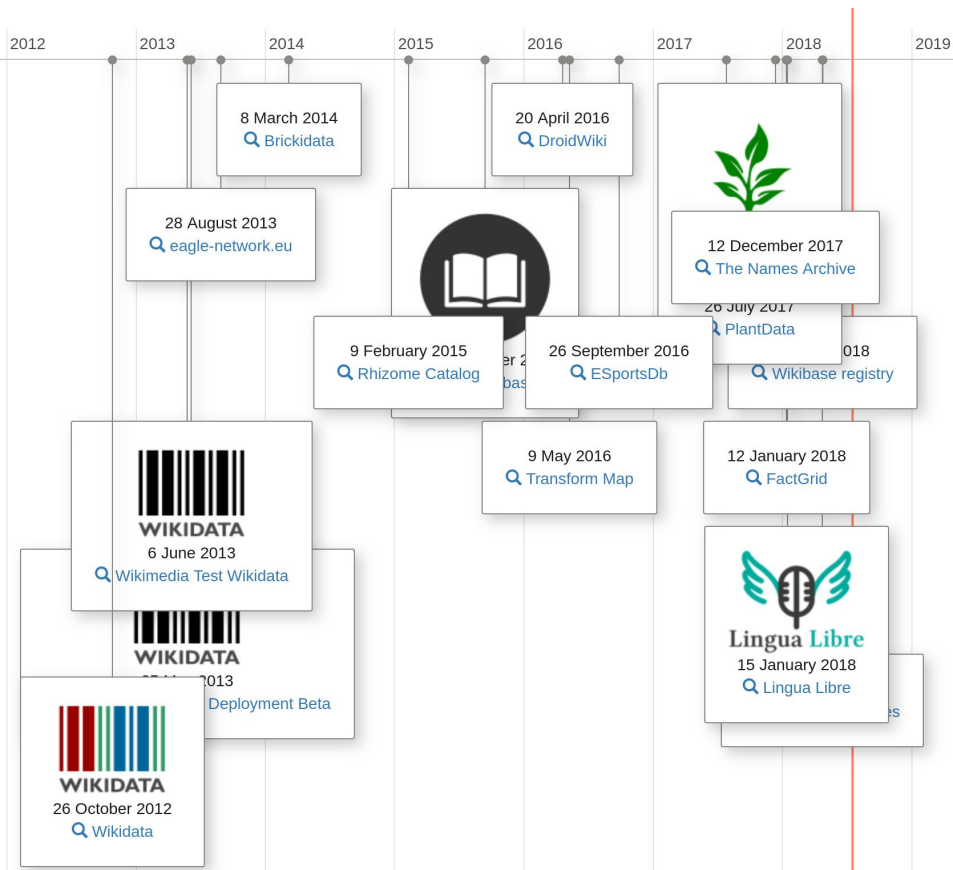 2012 2013 2014 2015 2016 2017 2018 2019
8 March 2014
Brickidata
20 April 2016
DroidWiki
28 August 2013
eagle-network.eu
12 December 2017
The Names Archive
26 July 2017
PlantData
9 February 2015
Rhizome Catalog
26 September 2016
ESportsDb
2018
Wikibase registry
9 May 2016
Transform Map
12 January 2018
FactGrid
WIKIDATA
6 June 2013
Wikimedia Test Wikidata
WIKIDATA
2013
Deployment Beta
Lingua Libre
15 January 2018
Lingua Libre
WIKIDATA
26 October 2012
Wikidata